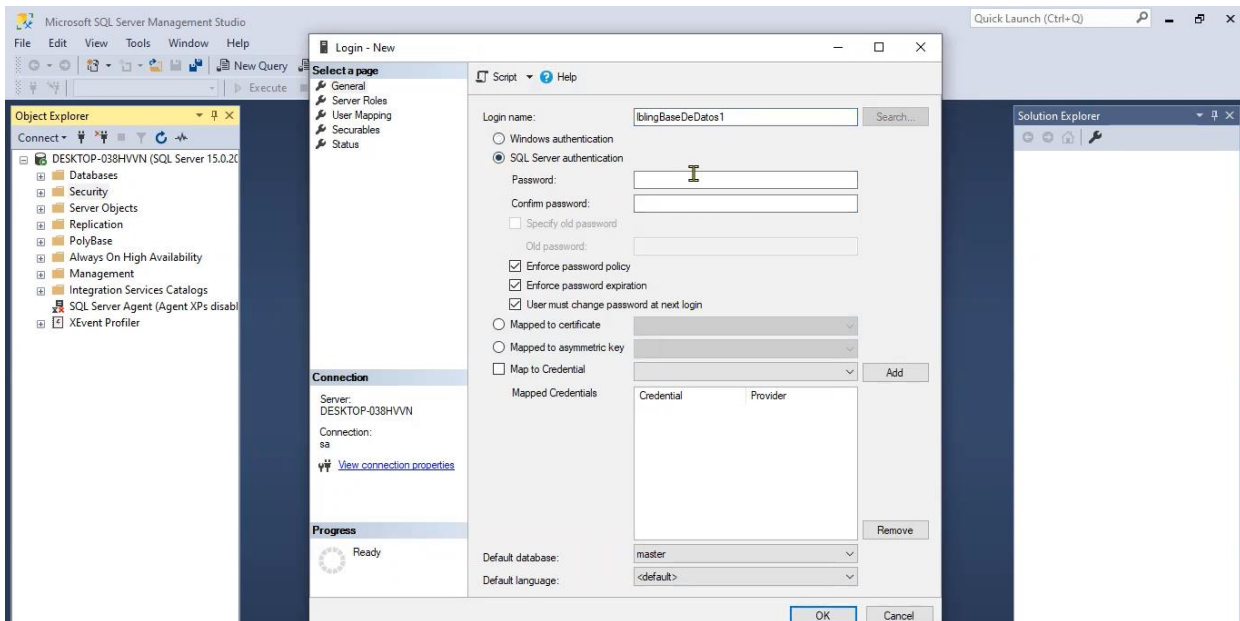 Microsoft SQL Server Management Studio
Quick Launch (Ctrl+Q)
File Edit View Tools Window Help
New Query
Execute
Object Explorer
Connect
DESKTOP-038HVVN (SQL Server 15.0.20
Databases
Security
Server Objects
Replication
PolyBase
Always On High Availability
Management
Integration Services Catalogs
SQL Server Agent (Agent XPs disabl
XEvent Profiler
Login - New
Select a page
General
Server Roles
User Mapping
Securables
Status
Connection
Server:
DESKTOP-038HVVN
Connection:
sa
View connection properties
Progress
Ready
Script Help
Login name: IblingBaseDeDatos1 Search...
Windows authentication
SQL Server authentication
Password:
Confirm password:
Specify old password
Old password:
Enforce password policy
Enforce password expiration
User must change password at next login
Mapped to certificate
Mapped to asymmetric key
Map to Credential Add
Mapped Credentials Credential Provider
Remove
Default database: master
Default language: <default>
OK Cancel
Solution Explorer